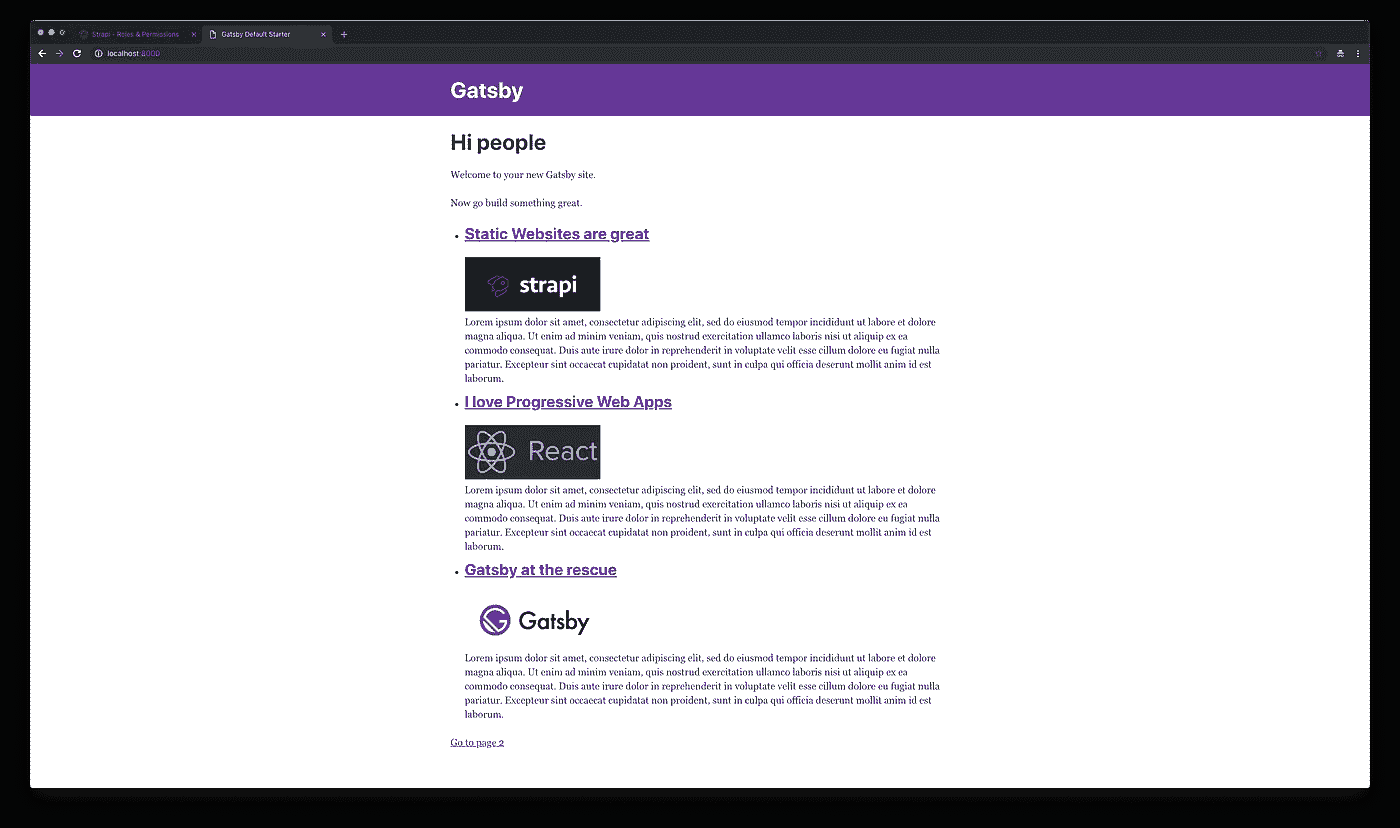 Strapi - Roles & Permissions
Gatsby Default Starter
localhost:8000
Gatsby
Hi people
Welcome to your new Gatsby site.
Now go build something great.
Static Websites are great
strapi
Lorem ipsum dolor sit amet, consectetur adipiscing elit, sed do eiusmod tempor incididunt ut labore et dolore
magna aliqua. Ut enim ad minim veniam, quis nostrud exercitation ullamco laboris nisi ut aliquip ex ea
commodo consequat. Duis aute irure dolor in reprehenderit in voluptate velit esse cillum dolore eu fugiat nulla
pariatur. Excepteur sint occaecat cupidatat non proident, sunt in culpa qui officia deserunt mollit anim id est
laborum.
I love Progressive Web Apps
React
Lorem ipsum dolor sit amet, consectetur adipiscing elit, sed do eiusmod tempor incididunt ut labore et dolore
magna aliqua. Ut enim ad minim veniam, quis nostrud exercitation ullamco laboris nisi ut aliquip ex ea
commodo consequat. Duis aute irure dolor in reprehenderit in voluptate velit esse cillum dolore eu fugiat nulla
pariatur. Excepteur sint occaecat cupidatat non proident, sunt in culpa qui officia deserunt mollit anim id est
laborum.
Gatsby at the rescue
Gatsby
Lorem ipsum dolor sit amet, consectetur adipiscing elit, sed do eiusmod tempor incididunt ut labore et dolore
magna aliqua. Ut enim ad minim veniam, quis nostrud exercitation ullamco laboris nisi ut aliquip ex ea
commodo consequat. Duis aute irure dolor in reprehenderit in voluptate velit esse cillum dolore eu fugiat nulla
pariatur. Excepteur sint occaecat cupidatat non proident, sunt in culpa qui officia deserunt mollit anim id est
laborum.
Go to page 2